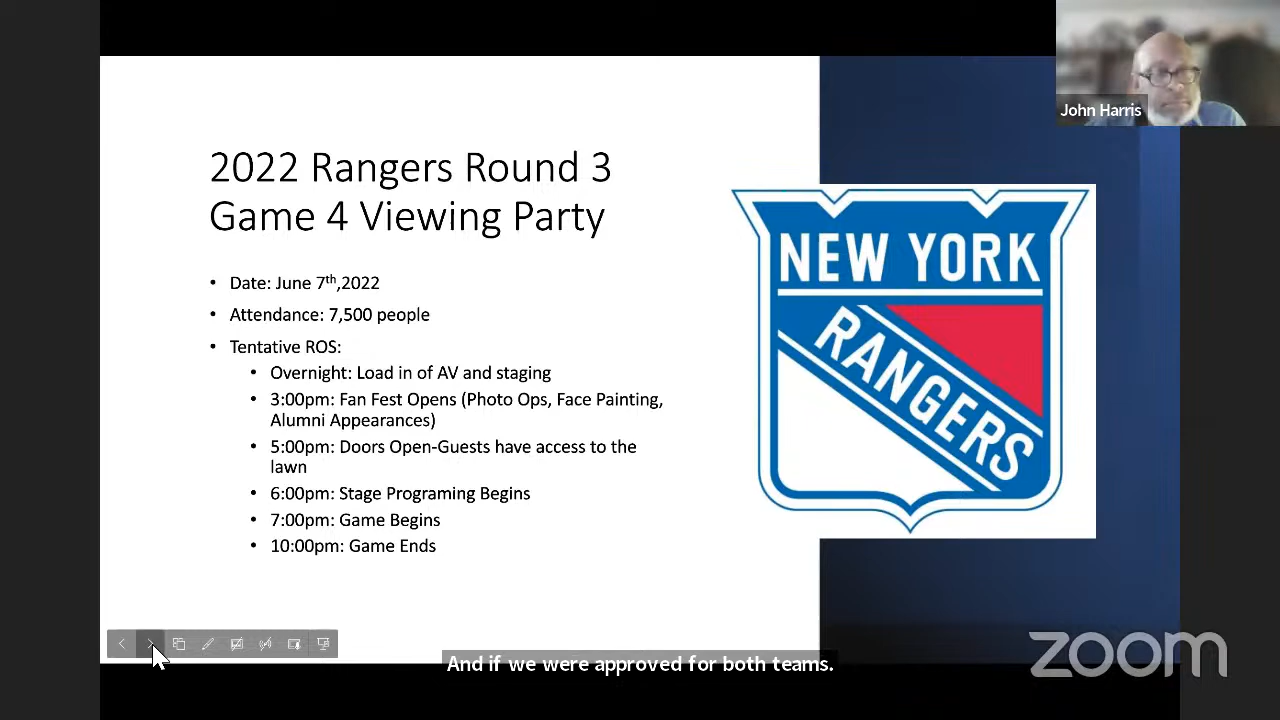 John Harris
2022 Rangers Round 3
Game 4 Viewing Party
• Date: June 7th,2022
• Attendance: 7,500 people
• Tentative ROS:
• Overnight: Load in of AV and staging
• 3:00pm: Fan Fest Opens (Photo Ops, Face Painting,
Alumni Appearances)
• 5:00pm: Doors Open-Guests have access to the
lawn
• 6:00pm: Stage Programing Begins
• 7:00pm: Game Begins
• 10:00pm: Game Ends
NEW YORK
RANGERS
And if we were approved for both teams.
zoom